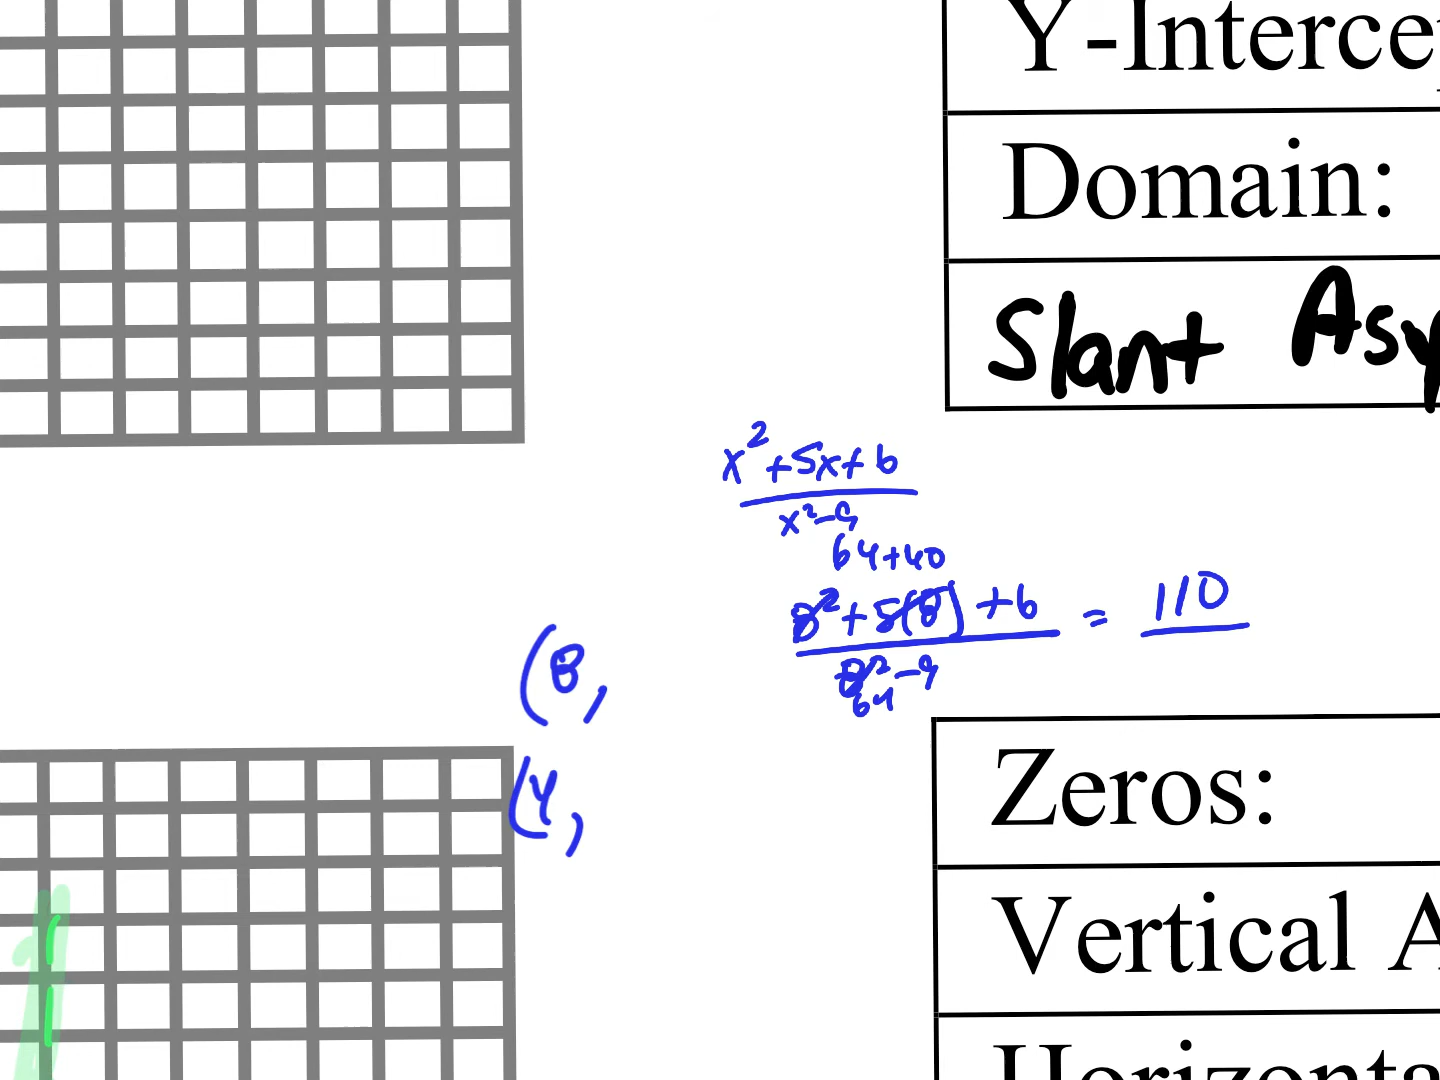 Y-Interce
Domain:
Slant Asy
x²+5x+6
x²-9
64+40
8²+5(8)+6 = 110
8²-9
64
(8,
(4,
Zeros:
Vertical A
Horizonta